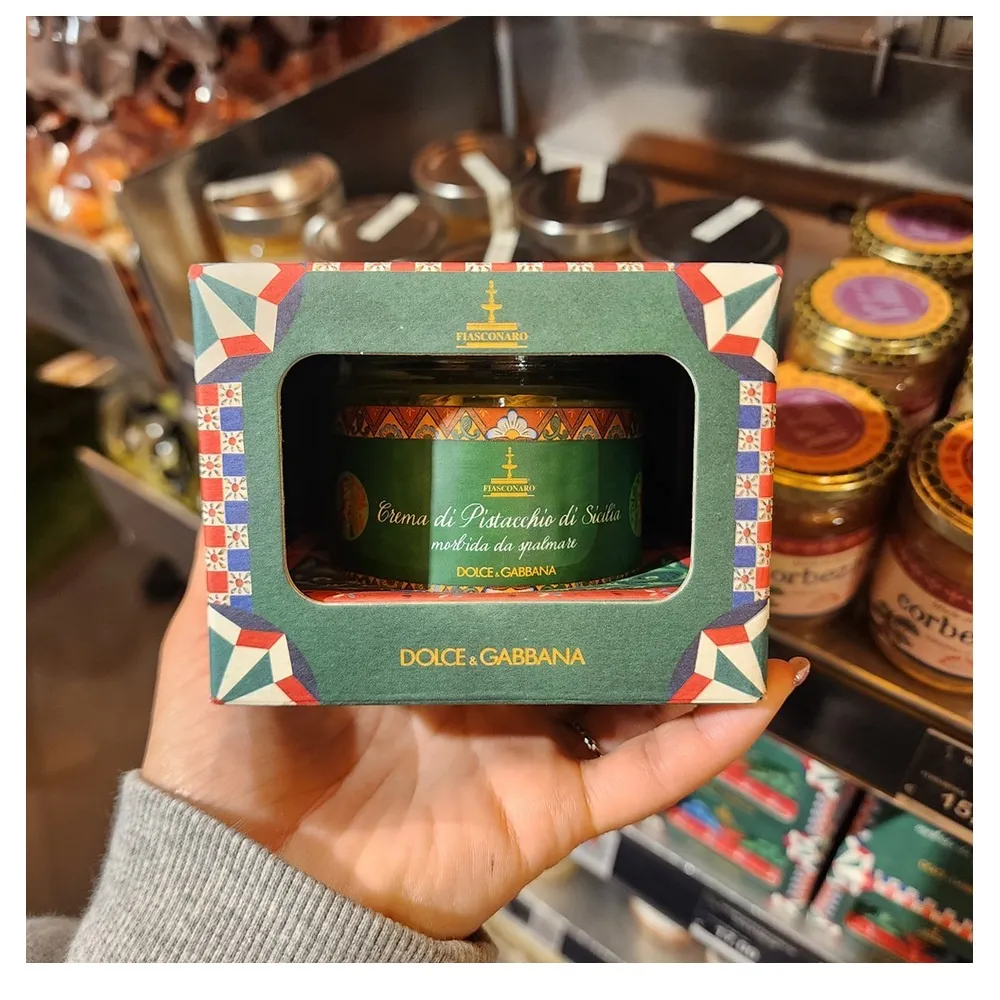 FIASCONARO
FIASCONARO
Crema di Pistacchio di Sicilia
morbida da spalmare
DOLCE & GABBANA
DOLCE & GABBANA